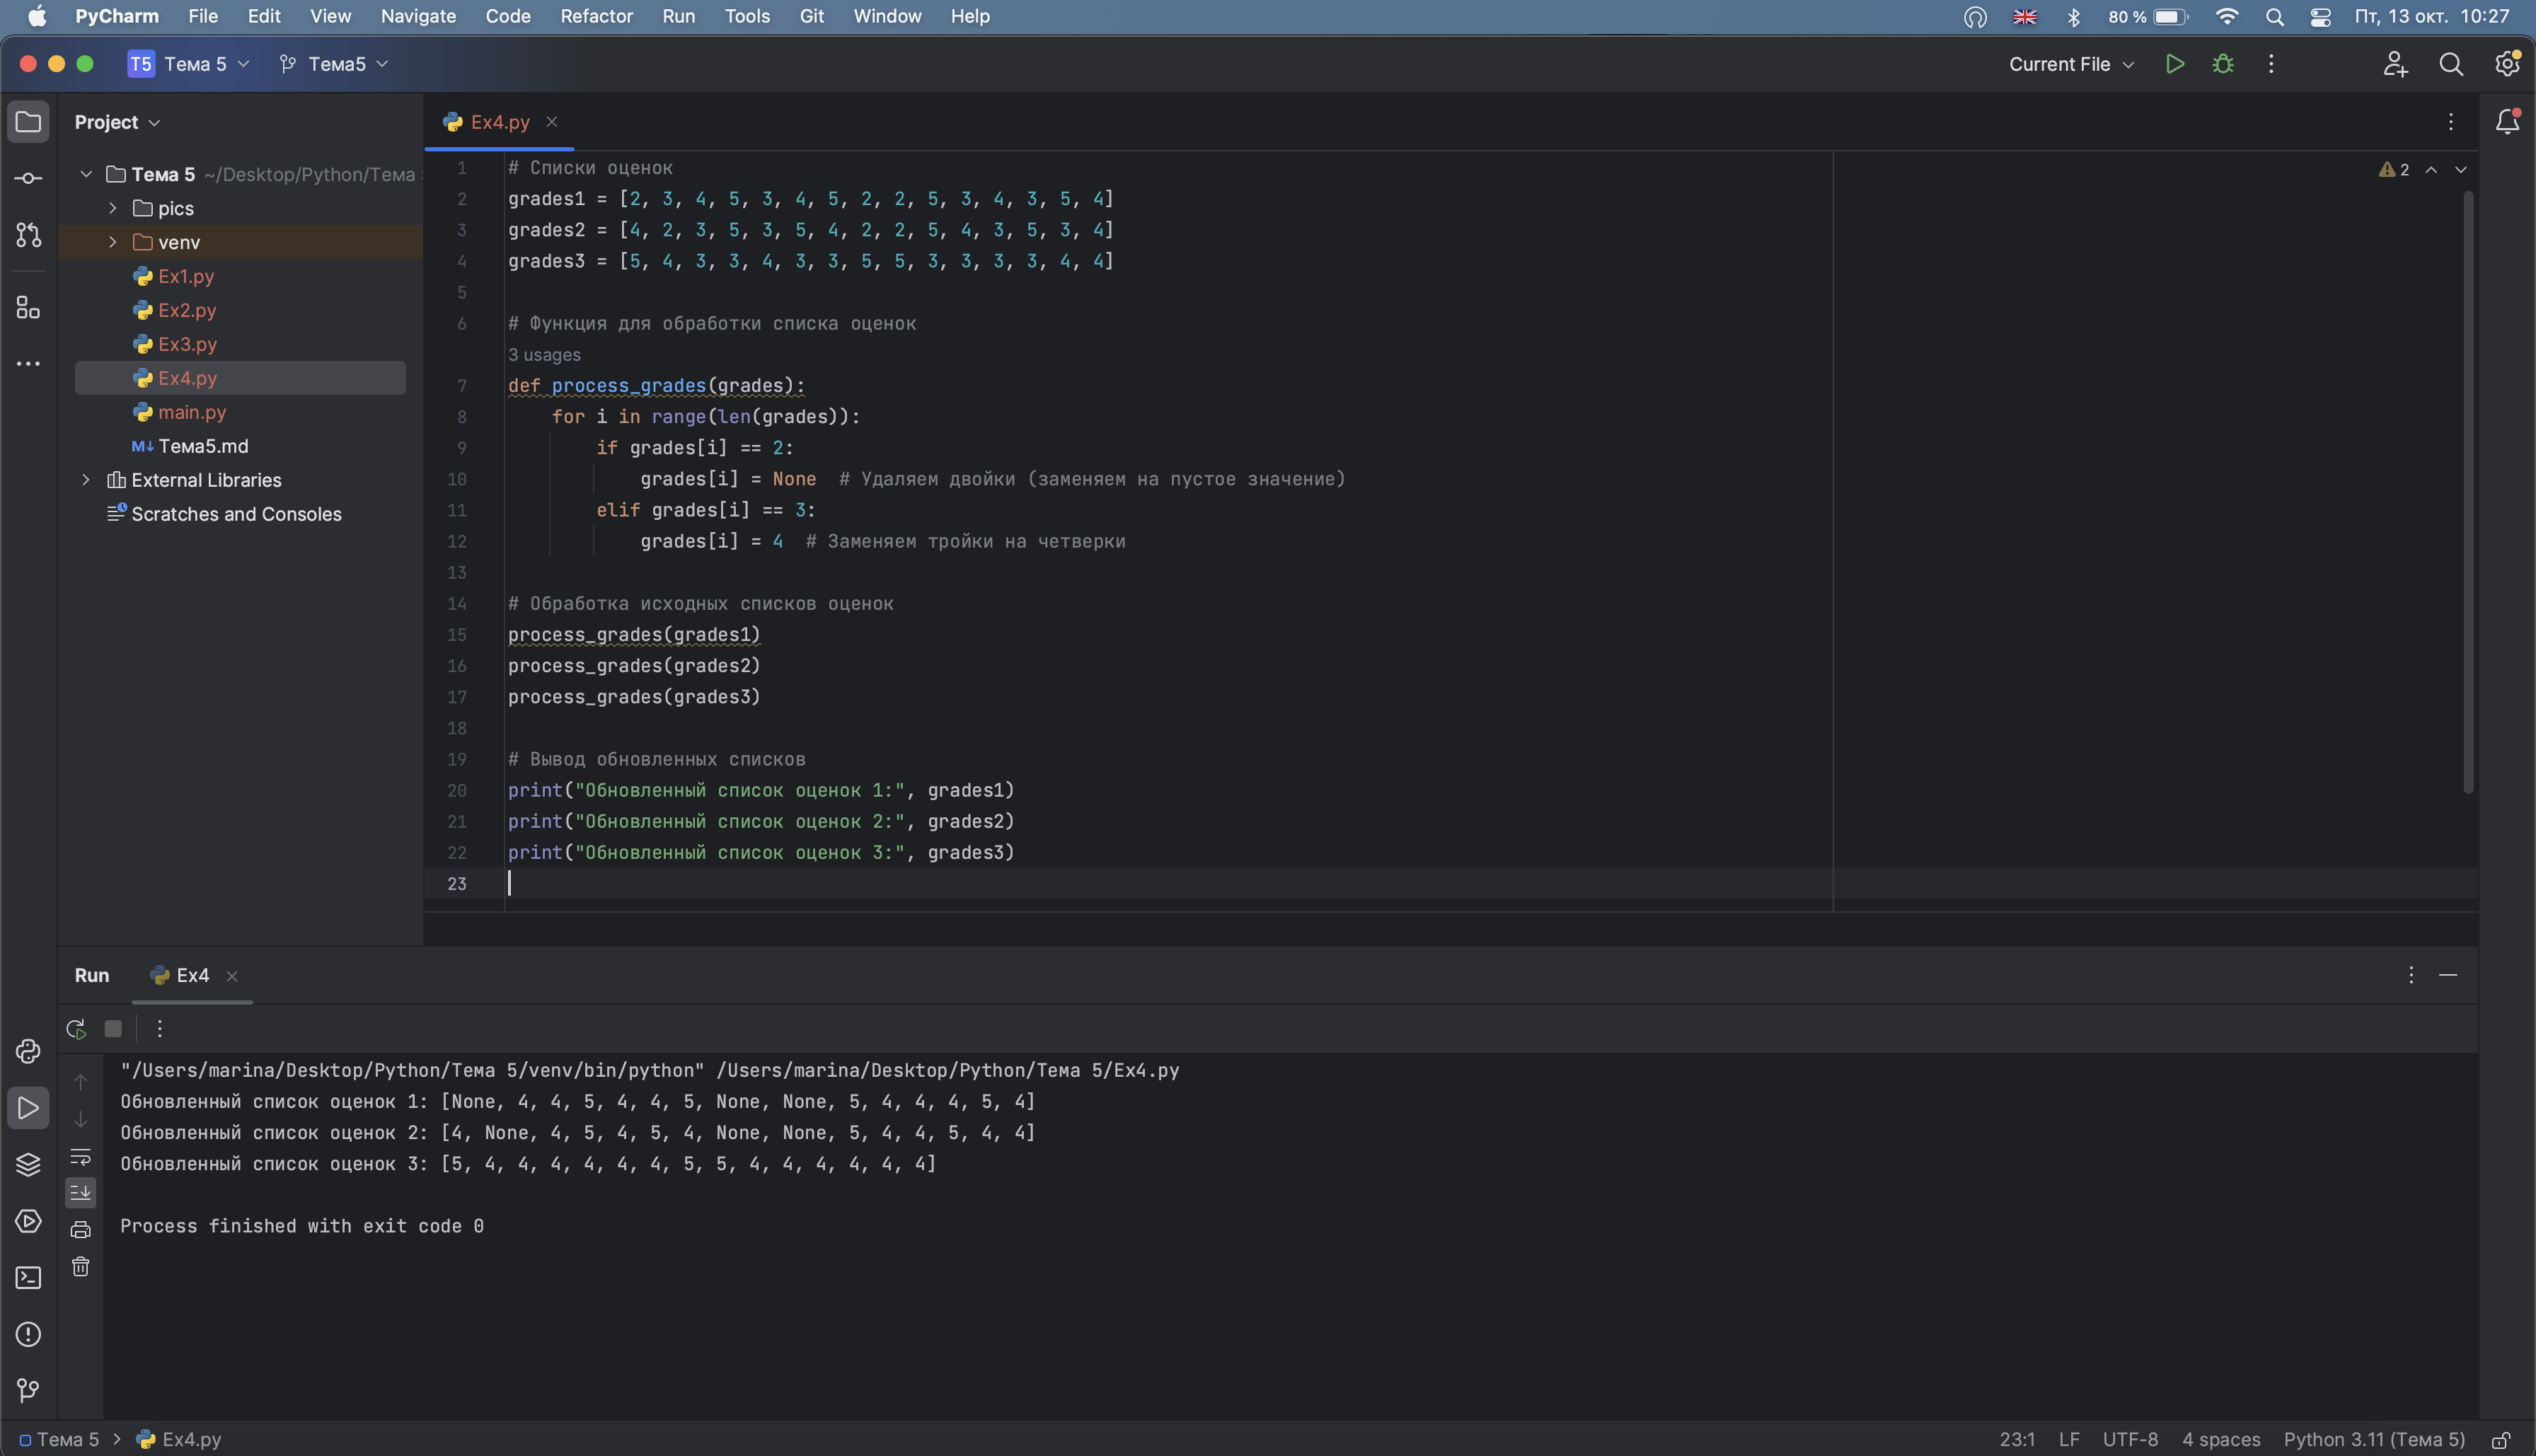 PyCharm File Edit View Navigate Code Refactor Run Tools Git Window Help 80 % Пт, 13 окт. 10:27
T5 Тема 5 Тема5 Current File
Project
Тема 5 ~/Desktop/Python/Тема
pics
venv
Ex1.py
Ex2.py
Ex3.py
Ex4.py
main.py
M↓ Тема5.md
External Libraries
Scratches and Consoles
Ex4.py
2
1 # Списки оценок
2 grades1 = [2, 3, 4, 5, 3, 4, 5, 2, 2, 5, 3, 4, 3, 5, 4]
3 grades2 = [4, 2, 3, 5, 3, 5, 4, 2, 2, 5, 4, 3, 5, 3, 4]
4 grades3 = [5, 4, 3, 3, 4, 3, 3, 5, 5, 3, 3, 3, 3, 4, 4]
5
6 # Функция для обработки списка оценок
3 usages
7 def process_grades(grades):
8     for i in range(len(grades)):
9         if grades[i] == 2:
10             grades[i] = None  # Удаляем двойки (заменяем на пустое значение)
11         elif grades[i] == 3:
12             grades[i] = 4  # Заменяем тройки на четверки
13
14 # Обработка исходных списков оценок
15 process_grades(grades1)
16 process_grades(grades2)
17 process_grades(grades3)
18
19 # Вывод обновленных списков
20 print("Обновленный список оценок 1:", grades1)
21 print("Обновленный список оценок 2:", grades2)
22 print("Обновленный список оценок 3:", grades3)
23
Run Ex4
"/Users/marina/Desktop/Python/Тема 5/venv/bin/python" /Users/marina/Desktop/Python/Тема 5/Ex4.py
Обновленный список оценок 1: [None, 4, 4, 5, 4, 4, 5, None, None, 5, 4, 4, 4, 5, 4]
Обновленный список оценок 2: [4, None, 4, 5, 4, 5, 4, None, None, 5, 4, 4, 5, 4, 4]
Обновленный список оценок 3: [5, 4, 4, 4, 4, 4, 4, 5, 5, 4, 4, 4, 4, 4, 4]
Process finished with exit code 0
Тема 5 > Ex4.py 23:1 LF UTF-8 4 spaces Python 3.11 (Тема 5)